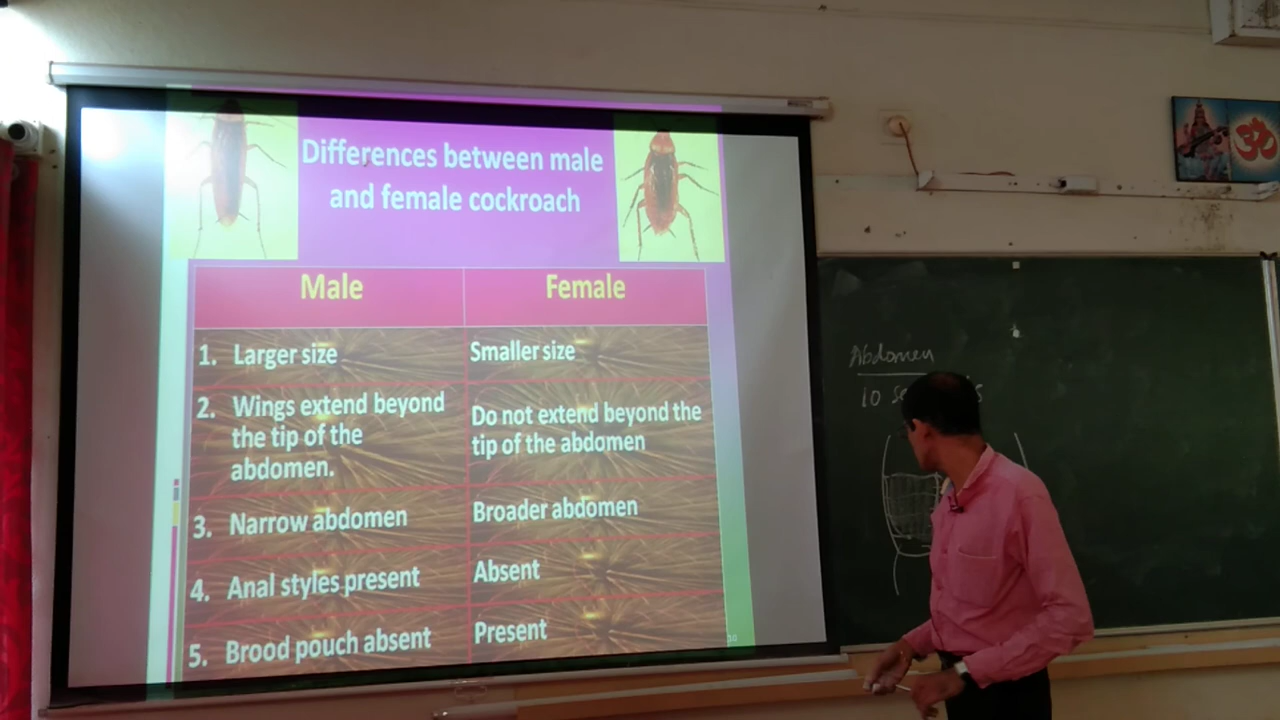 Differences between male
and female cockroach
Male Female
1. Larger size Smaller size
2. Wings extend beyond
the tip of the
abdomen.
Do not extend beyond the
tip of the abdomen
3. Narrow abdomen Broader abdomen
4. Anal styles present Absent
5. Brood pouch absent Present
10
Abdomen
10
ॐ